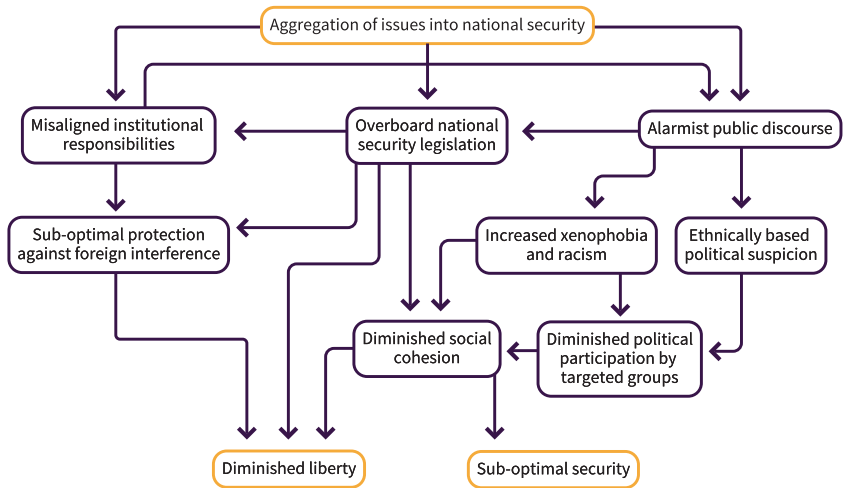 Aggregation of issues into national security
Misaligned institutional
responsibilities
Overboard national
security legislation
Alarmist public discourse
Sub-optimal protection
against foreign interference
Increased xenophobia
and racism
Ethnically based
political suspicion
Diminished social
cohesion
Diminished political
participation by
targeted groups
Diminished liberty
Sub-optimal security